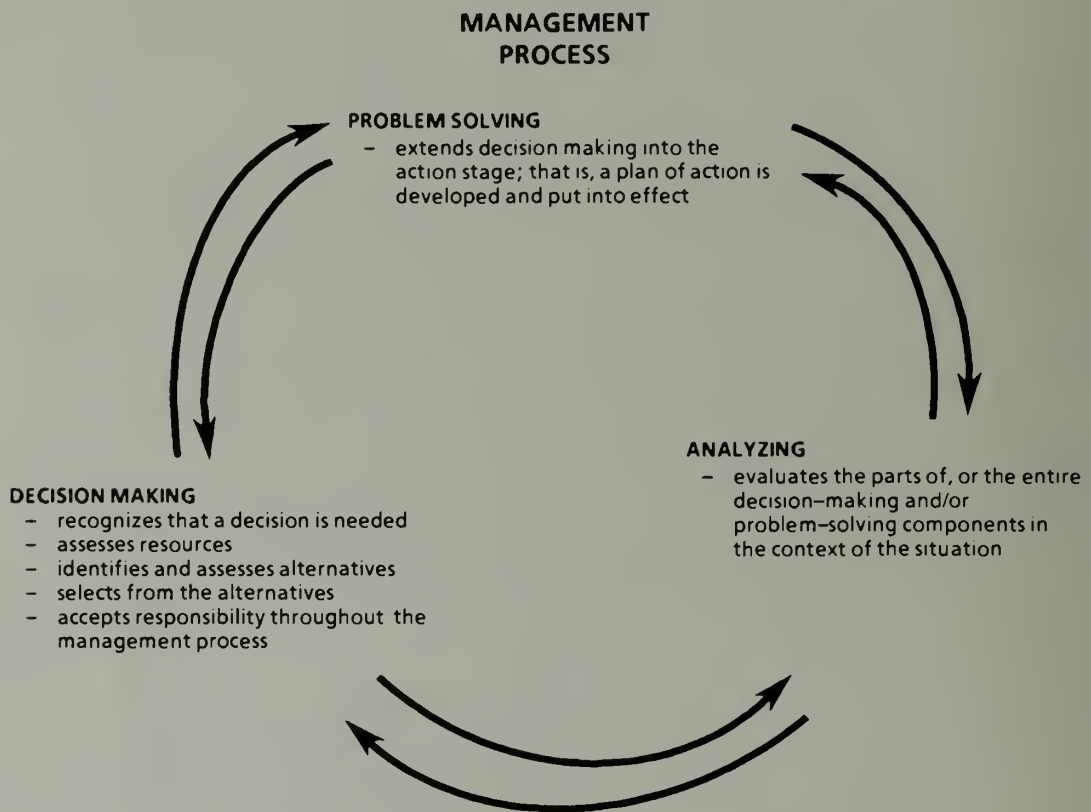 MANAGEMENT
PROCESS
PROBLEM SOLVING
– extends decision making into the
action stage; that is, a plan of action is
developed and put into effect
ANALYZING
– evaluates the parts of, or the entire
decision–making and/or
problem–solving components in
the context of the situation
DECISION MAKING
– recognizes that a decision is needed
– assesses resources
– identifies and assesses alternatives
– selects from the alternatives
– accepts responsibility throughout the
management process